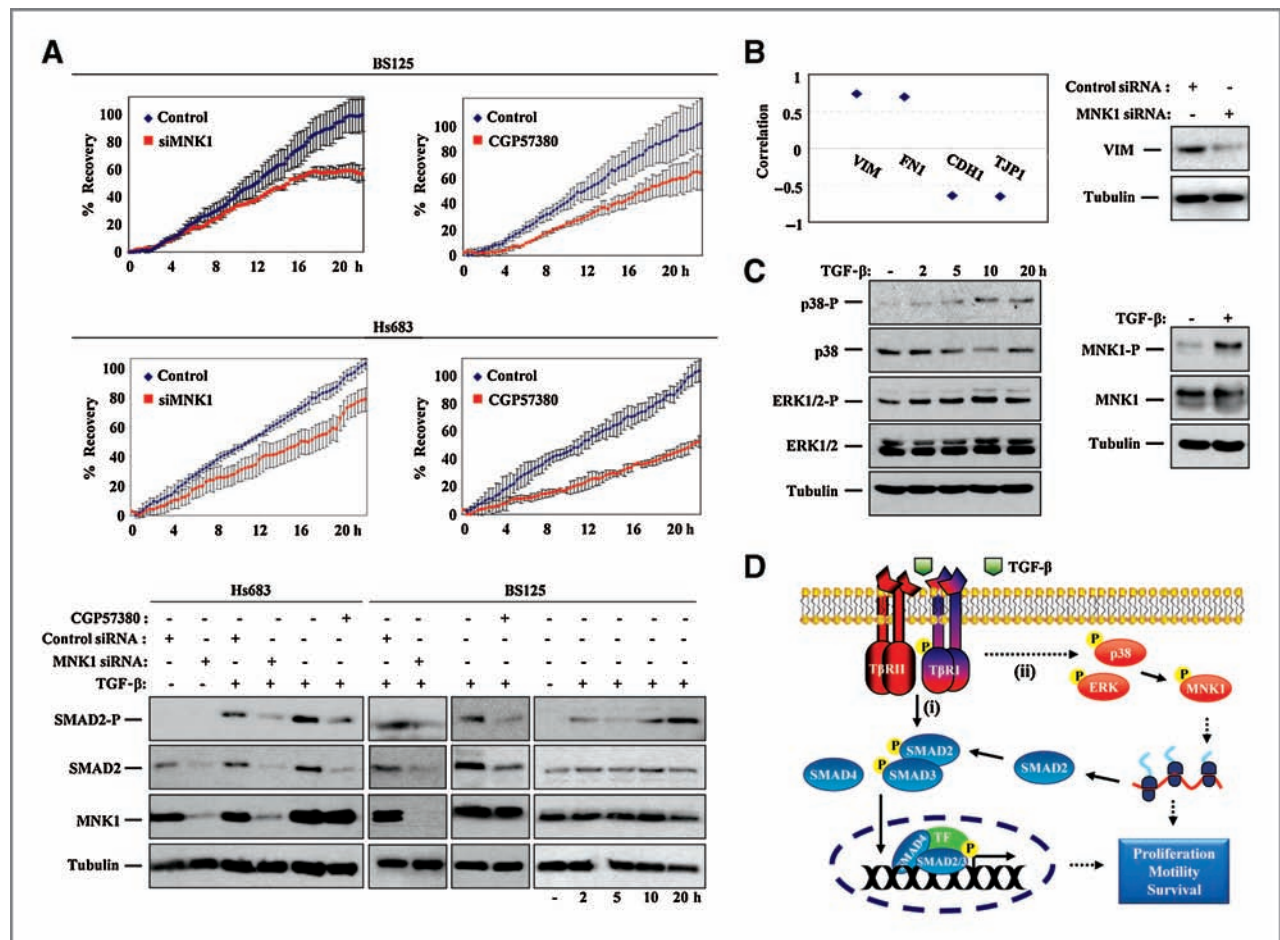 A
BS125
100
80
60
40
20
0
% Recovery
Control
siMNK1
0 4 8 12 16 20 h
100
80
60
40
20
0
% Recovery
Control
CGP57380
0 4 8 12 16 20 h
Hs683
100
80
60
40
20
0
% Recovery
Control
siMNK1
0 4 8 12 16 20 h
100
80
60
40
20
0
% Recovery
Control
CGP57380
0 4 8 12 16 20 h
Hs683 BS125
CGP57380: - - - - - + - - - + - - - - -
Control siRNA : + - + - - - + - - - - - - - -
MNK1 siRNA: - + - + - - - + - - - - - - -
TGF-β: - - + + + + + + + + - + + + +
SMAD2-P
SMAD2
MNK1
Tubulin
- 2 5 10 20 h
B
1
0.5
0
−0.5
−1
Correlation
VIM FN1 CDH1 TJP1
Control siRNA : + -
MNK1 siRNA: - +
VIM
Tubulin
C
TGF-β: - 2 5 10 20 h
p38-P
p38
ERK1/2-P
ERK1/2
Tubulin
TGF-β: - +
MNK1-P
MNK1
Tubulin
D
TGF-β
TβRII
P
TβRI
(i)
(ii)
P
p38
P
ERK
P
MNK1
P
SMAD2
P
SMAD3
SMAD4
SMAD2
SMAD4
TF
P
SMAD2/3
Proliferation
Motility
Survival